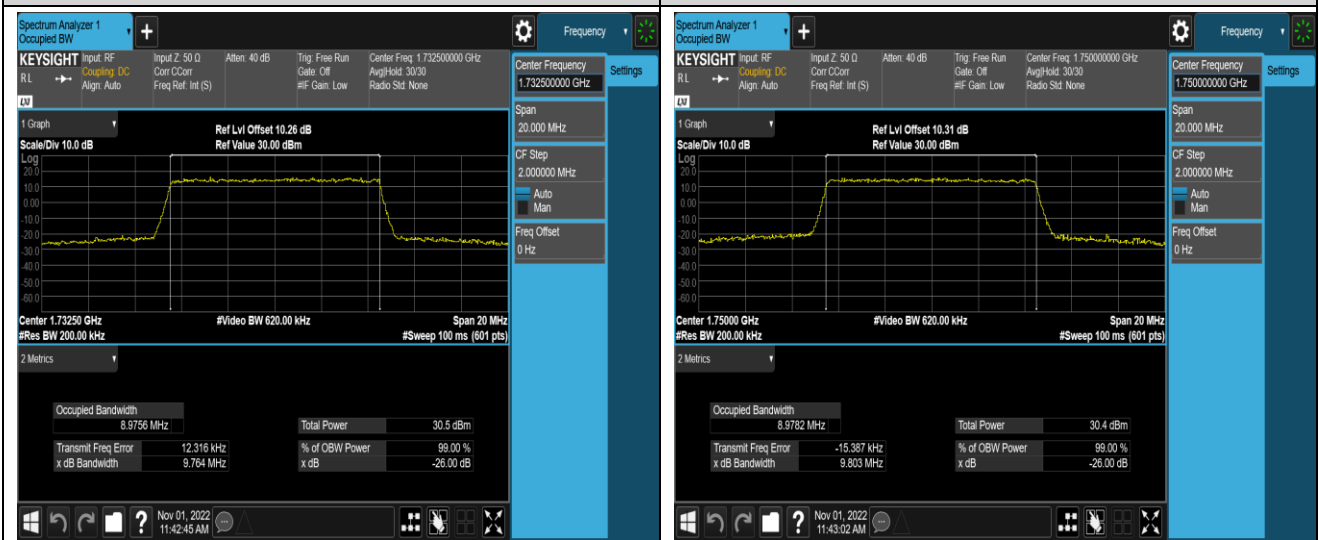 Spectrum Analyzer 1
Occupied BW
+
Frequency
KEYSIGHT
RL
LXI
Input: RF
Coupling: DC
Align: Auto
Input Z: 50 Ω
Corr CCorr
Freq Ref: Int (S)
Atten: 40 dB
Trig: Free Run
Gate: Off
#IF Gain: Low
Center Freq: 1.732500000 GHz
Avg|Hold: 30/30
Radio Std: None
Center Frequency
1.732500000 GHz
Settings
Span
20.000 MHz
CF Step
2.000000 MHz
Auto
Man
Freq Offset
0 Hz
1 Graph
Ref Lvl Offset 10.26 dB
Scale/Div 10.0 dB
Ref Value 30.00 dBm
Log
20.0
10.0
0.00
-10.0
-20.0
-30.0
-40.0
-50.0
-60.0
Center 1.73250 GHz
#Video BW 620.00 kHz
Span 20 MHz
#Res BW 200.00 kHz
#Sweep 100 ms (601 pts)
2 Metrics
Occupied Bandwidth
8.9756 MHz
Total Power 30.5 dBm
Transmit Freq Error 12.316 kHz
% of OBW Power 99.00 %
x dB Bandwidth 9.764 MHz
x dB -26.00 dB
?
Nov 01, 2022
11:42:45 AM
Spectrum Analyzer 1
Occupied BW
+
Frequency
KEYSIGHT
RL
LXI
Input: RF
Coupling: DC
Align: Auto
Input Z: 50 Ω
Corr CCorr
Freq Ref: Int (S)
Atten: 40 dB
Trig: Free Run
Gate: Off
#IF Gain: Low
Center Freq: 1.750000000 GHz
Avg|Hold: 30/30
Radio Std: None
Center Frequency
1.750000000 GHz
Settings
Span
20.000 MHz
CF Step
2.000000 MHz
Auto
Man
Freq Offset
0 Hz
1 Graph
Ref Lvl Offset 10.31 dB
Scale/Div 10.0 dB
Ref Value 30.00 dBm
Log
20.0
10.0
0.00
-10.0
-20.0
-30.0
-40.0
-50.0
-60.0
Center 1.75000 GHz
#Video BW 620.00 kHz
Span 20 MHz
#Res BW 200.00 kHz
#Sweep 100 ms (601 pts)
2 Metrics
Occupied Bandwidth
8.9782 MHz
Total Power 30.4 dBm
Transmit Freq Error -15.387 kHz
% of OBW Power 99.00 %
x dB Bandwidth 9.803 MHz
x dB -26.00 dB
?
Nov 01, 2022
11:43:02 AM